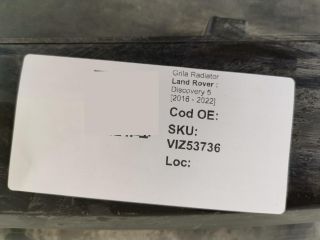 Grila Radiator
Land Rover :
Discovery 5
[2016 - 2022]
Cod OE:
SKU:
VIZ53736
Loc: